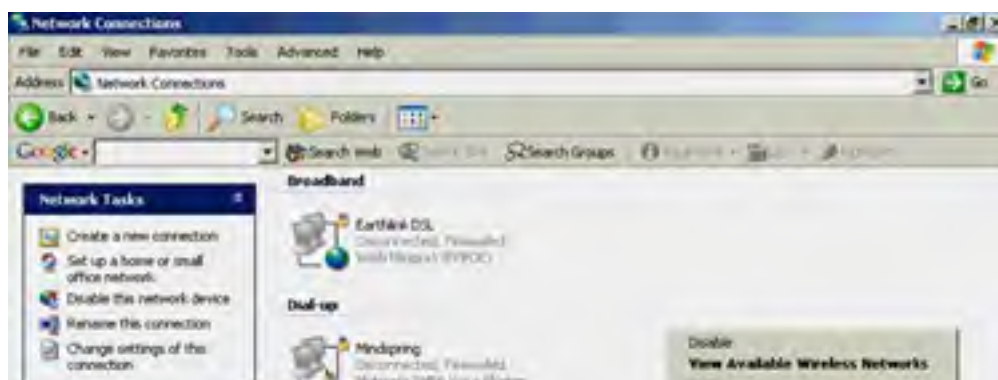 Network Connections
File Edit View Favorites Tools Advanced Help
Address Network Connections Go
Back Search Folders
Google Search Web Search Groups
Broadband
Network Tasks
Earthlink DSL
Create a new connection
Disconnected, Firewalled
Set up a home or small
office network
Disable this network device
Dial-up
Rename this connection
Mindspring
Disable
Change settings of this
connection
Disconnected, Firewalled
View Available Wireless Networks